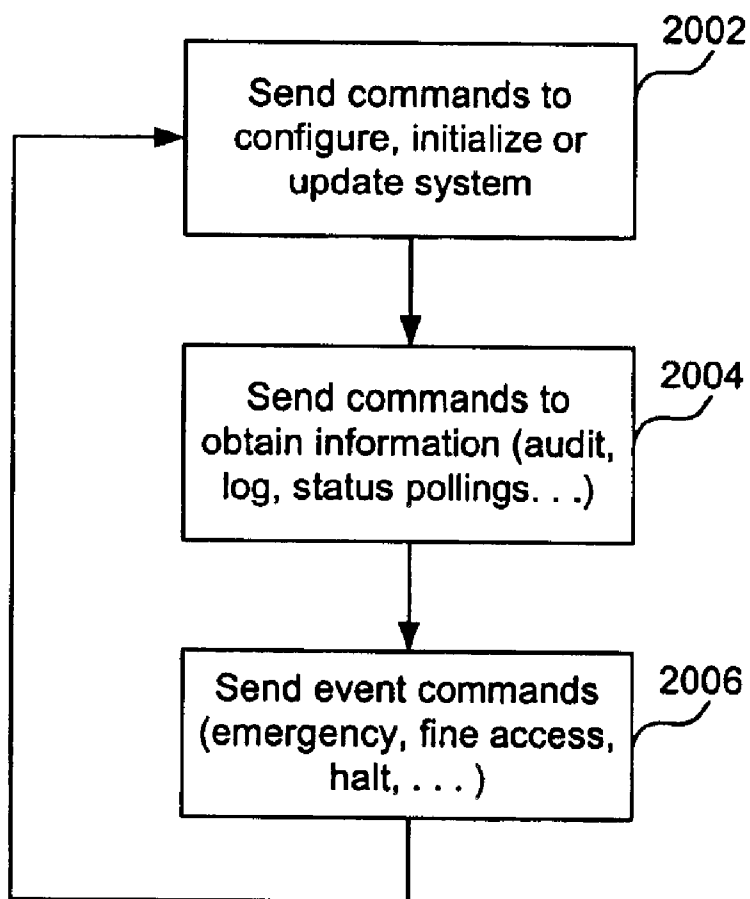 2002
Send commands to
configure, initialize or
update system
2004
Send commands to
obtain information (audit,
log, status pollings. . .)
2006
Send event commands
(emergency, fine access,
halt, . . . )